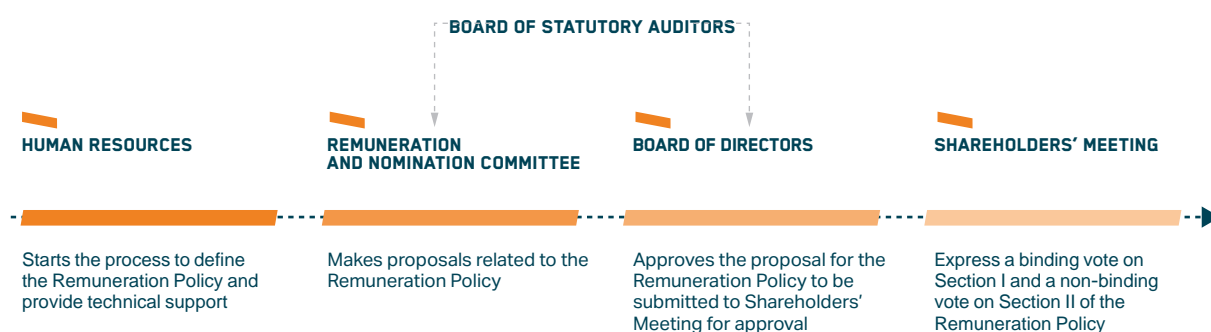 BOARD OF STATUTORY AUDITORS
HUMAN RESOURCES
REMUNERATION
AND NOMINATION COMMITTEE
BOARD OF DIRECTORS
SHAREHOLDERS’ MEETING
Starts the process to define
the Remuneration Policy and
provide technical support
Makes proposals related to the
Remuneration Policy
Approves the proposal for the
Remuneration Policy to be
submitted to Shareholders’
Meeting for approval
Express a binding vote on
Section I and a non-binding
vote on Section II of the
Remuneration Policy